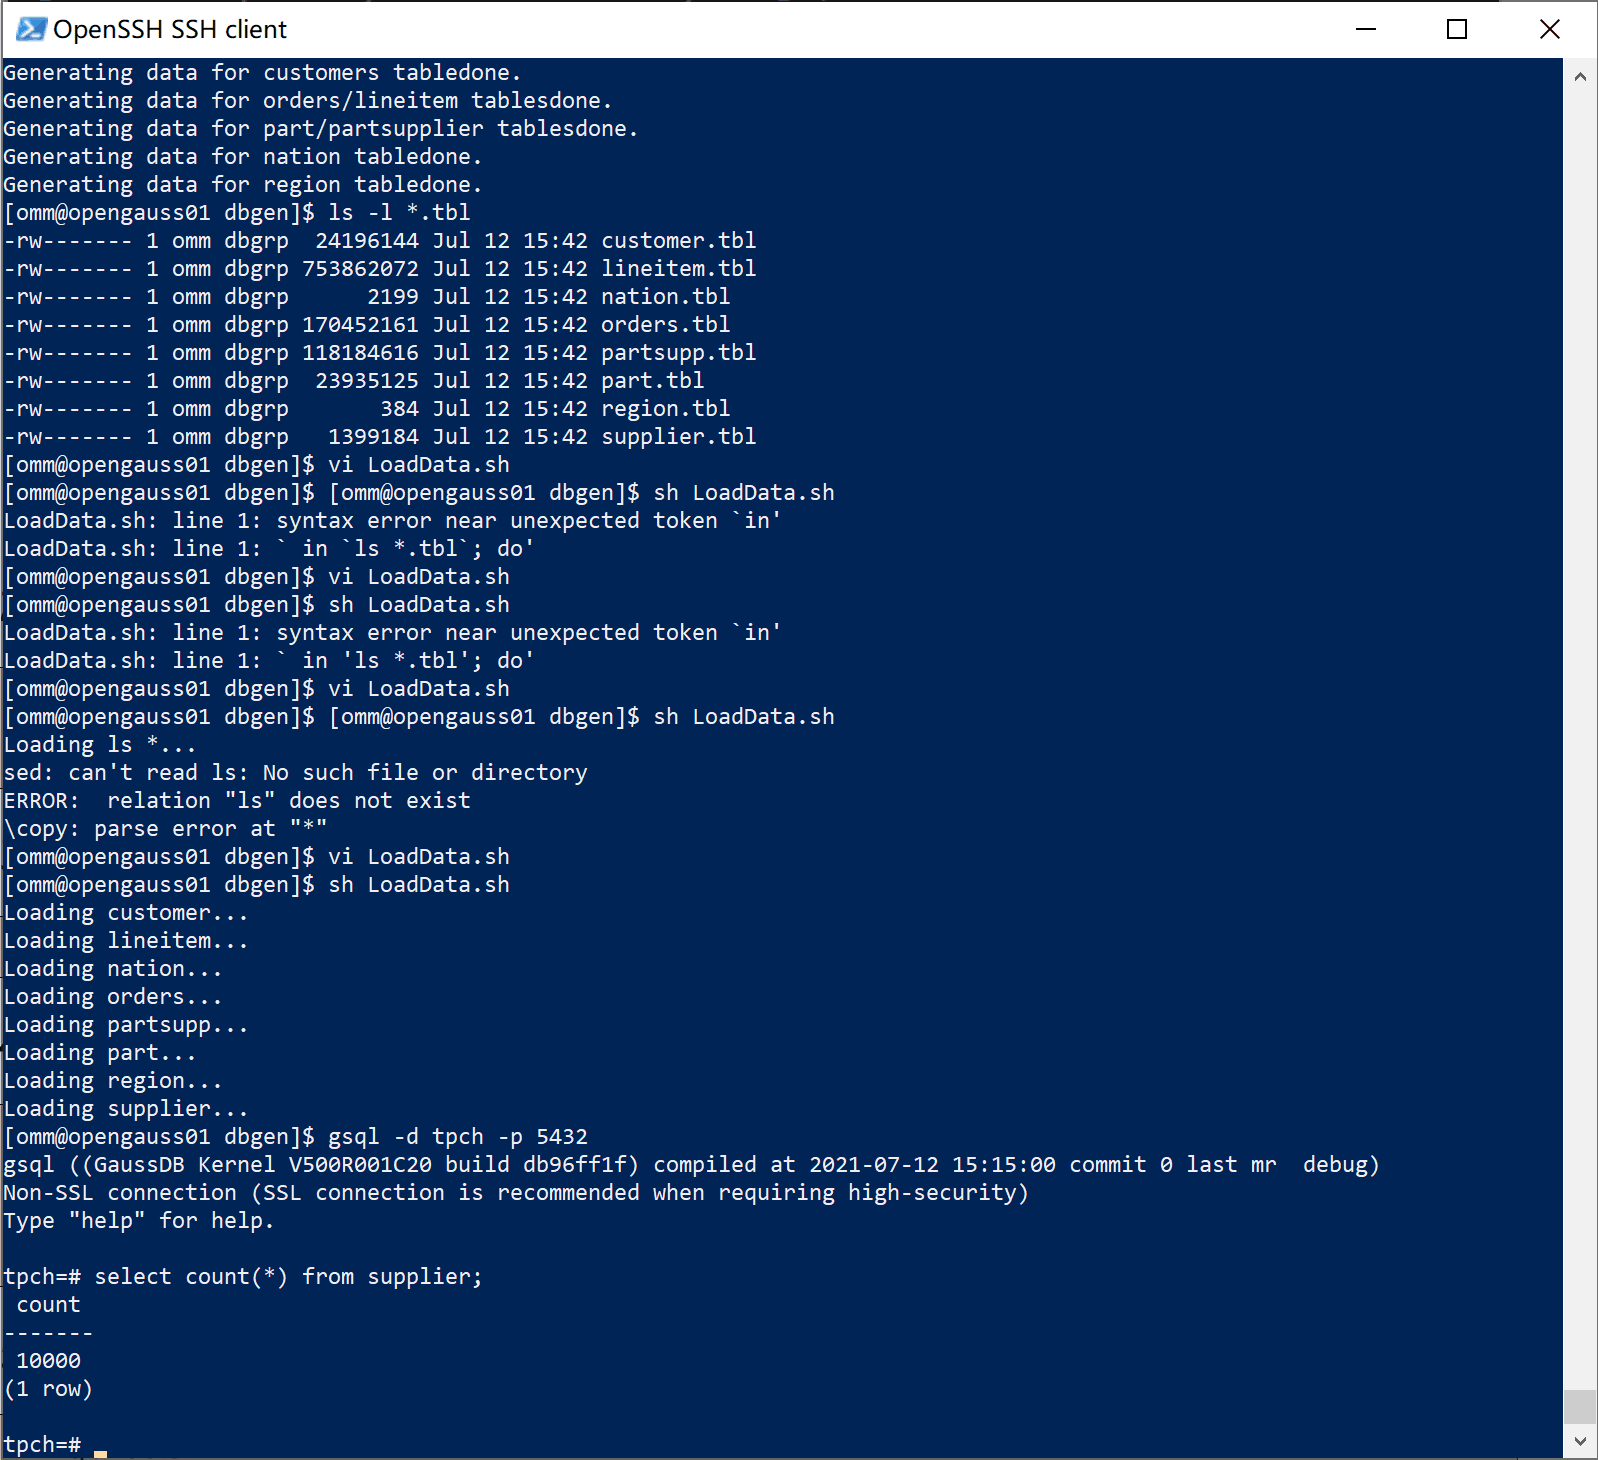 OpenSSH SSH client
Generating data for customers tabledone.
Generating data for orders/lineitem tablesdone.
Generating data for part/partsupplier tablesdone.
Generating data for nation tabledone.
Generating data for region tabledone.
[omm@opengauss01 dbgen]$ ls -l *.tbl
-rw------- 1 omm dbgrp  24196144 Jul 12 15:42 customer.tbl
-rw------- 1 omm dbgrp 753862072 Jul 12 15:42 lineitem.tbl
-rw------- 1 omm dbgrp      2199 Jul 12 15:42 nation.tbl
-rw------- 1 omm dbgrp 170452161 Jul 12 15:42 orders.tbl
-rw------- 1 omm dbgrp 118184616 Jul 12 15:42 partsupp.tbl
-rw------- 1 omm dbgrp  23935125 Jul 12 15:42 part.tbl
-rw------- 1 omm dbgrp       384 Jul 12 15:42 region.tbl
-rw------- 1 omm dbgrp   1399184 Jul 12 15:42 supplier.tbl
[omm@opengauss01 dbgen]$ vi LoadData.sh
[omm@opengauss01 dbgen]$ [omm@opengauss01 dbgen]$ sh LoadData.sh
LoadData.sh: line 1: syntax error near unexpected token `in'
LoadData.sh: line 1: ` in `ls *.tbl`; do'
[omm@opengauss01 dbgen]$ vi LoadData.sh
[omm@opengauss01 dbgen]$ sh LoadData.sh
LoadData.sh: line 1: syntax error near unexpected token `in'
LoadData.sh: line 1: ` in 'ls *.tbl'; do'
[omm@opengauss01 dbgen]$ vi LoadData.sh
[omm@opengauss01 dbgen]$ [omm@opengauss01 dbgen]$ sh LoadData.sh
Loading ls *...
sed: can't read ls: No such file or directory
ERROR:  relation "ls" does not exist
\copy: parse error at "*"
[omm@opengauss01 dbgen]$ vi LoadData.sh
[omm@opengauss01 dbgen]$ sh LoadData.sh
Loading customer...
Loading lineitem...
Loading nation...
Loading orders...
Loading partsupp...
Loading part...
Loading region...
Loading supplier...
[omm@opengauss01 dbgen]$ gsql -d tpch -p 5432
gsql ((GaussDB Kernel V500R001C20 build db96ff1f) compiled at 2021-07-12 15:15:00 commit 0 last mr  debug)
Non-SSL connection (SSL connection is recommended when requiring high-security)
Type "help" for help.
tpch=# select count(*) from supplier;
 count
-------
 10000
(1 row)
tpch=#